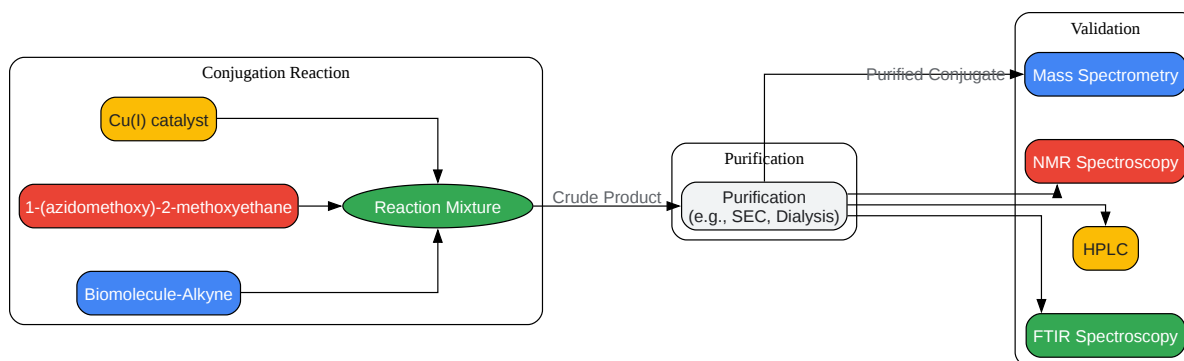 Conjugation Reaction
Cu(I) catalyst
1-(azidomethoxy)-2-methoxyethane
Reaction Mixture
Biomolecule-Alkyne
Crude Product
Purification
Purification
(e.g., SEC, Dialysis)
Purified Conjugate
Validation
Mass Spectrometry
NMR Spectroscopy
HPLC
FTIR Spectroscopy